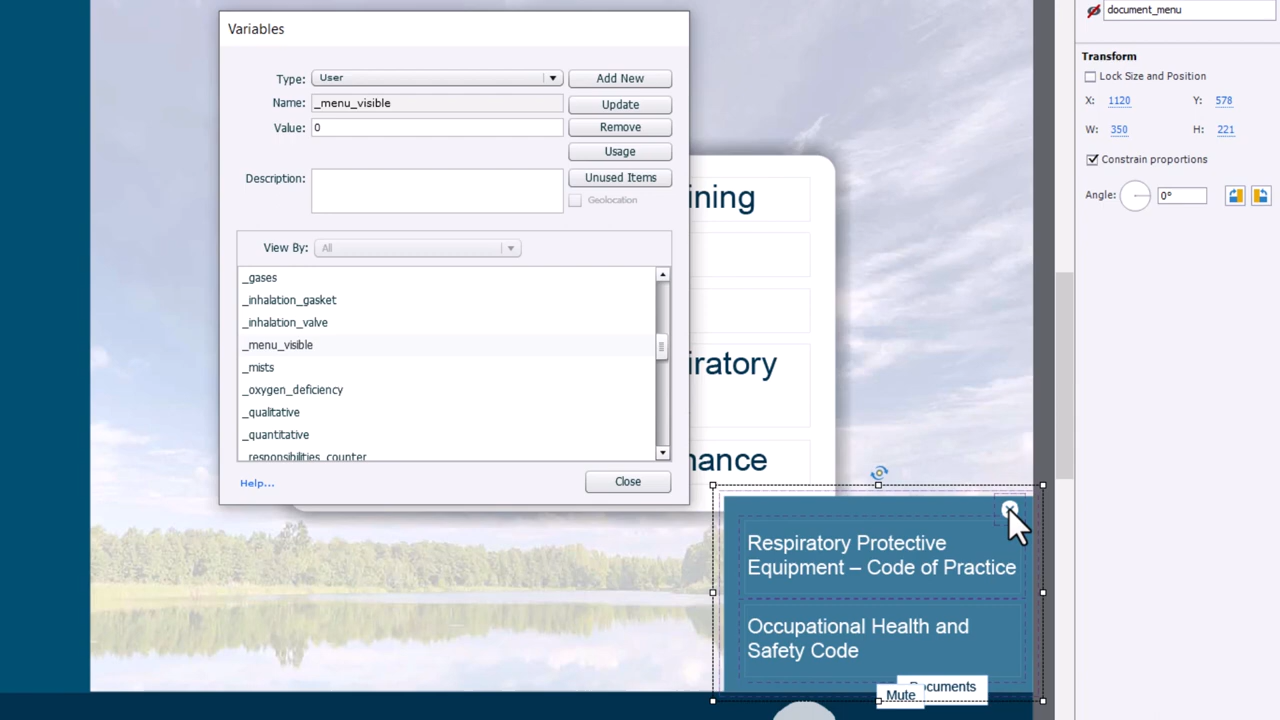 Variables
Type: User Add New
Name: _menu_visible Update
Value: 0 Remove
Usage
Description: Unused Items
Geolocation
View By: All
_gases
_inhalation_gasket
_inhalation_valve
_menu_visible
_mists
_oxygen_deficiency
_qualitative
_quantitative
_responsibilities_counter
Help... Close
ining
iratory
nance
Respiratory Protective
Equipment – Code of Practice
Occupational Health and
Safety Code
Documents
Mute
document_menu
Transform
Lock Size and Position
X: 1120 Y: 578
W: 350 H: 221
Constrain proportions
Angle: 0°